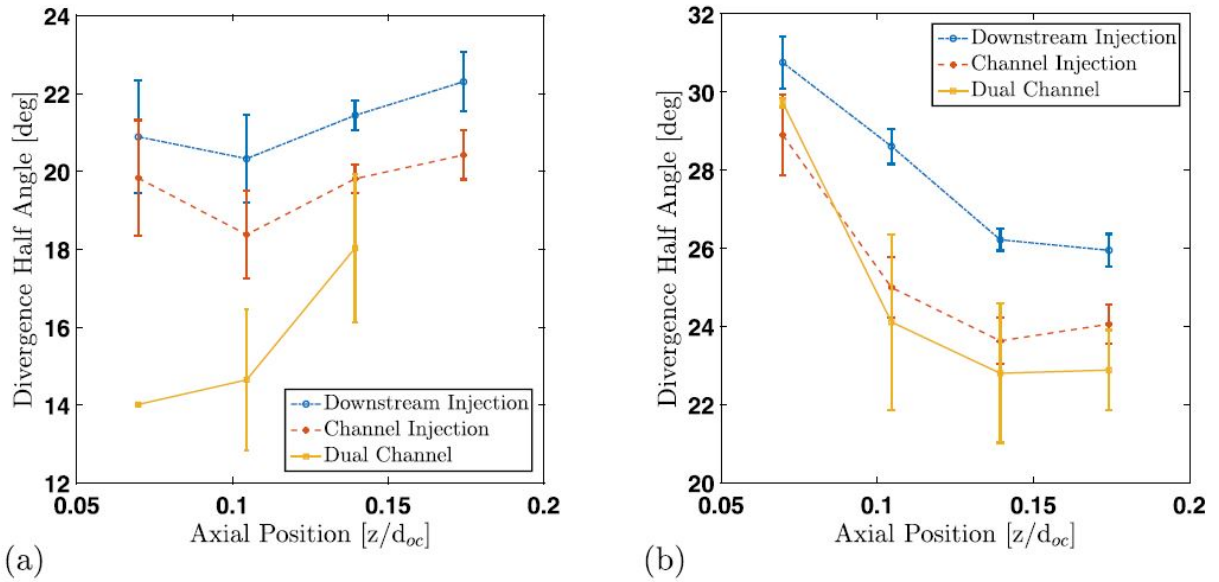 24
22
20
18
16
14
12
0.05
0.1
0.15
0.2
Divergence Half Angle [deg]
Axial Position [z/d_oc]
Downstream Injection
Channel Injection
Dual Channel
(a)
32
30
28
26
24
22
20
0.05
0.1
0.15
0.2
Divergence Half Angle [deg]
Axial Position [z/d_oc]
Downstream Injection
Channel Injection
Dual Channel
(b)